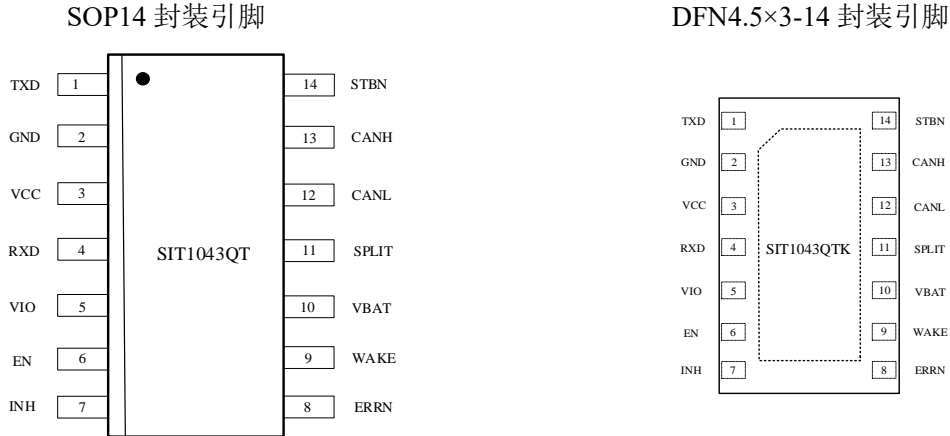 SOP14 封装引脚
DFN4.5×3-14 封装引脚
TXD 1 14 STBN
GND 2 13 CANH
VCC 3 12 CANL
RXD 4 SIT1043QT 11 SPLIT
VIO 5 10 VBAT
EN 6 9 WAKE
INH 7 8 ERRN
TXD 1 14 STBN
GND 2 13 CANH
VCC 3 12 CANL
RXD 4 SIT1043QTK 11 SPLIT
VIO 5 10 VBAT
EN 6 9 WAKE
INH 7 8 ERRN